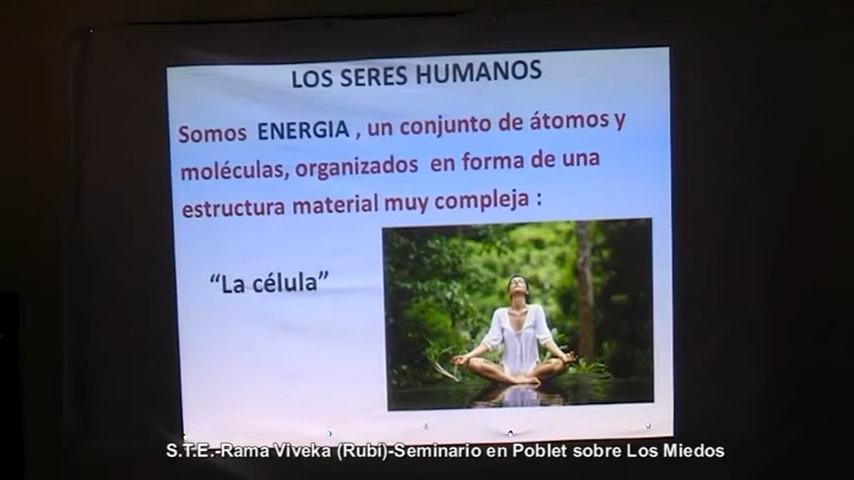 LOS SERES HUMANOS
Somos ENERGIA , un conjunto de átomos y
moléculas, organizados en forma de una
estructura material muy compleja :
“La célula”
4
S.T.E.-Rama Viveka (Rubí)-Seminario en Poblet sobre Los Miedos